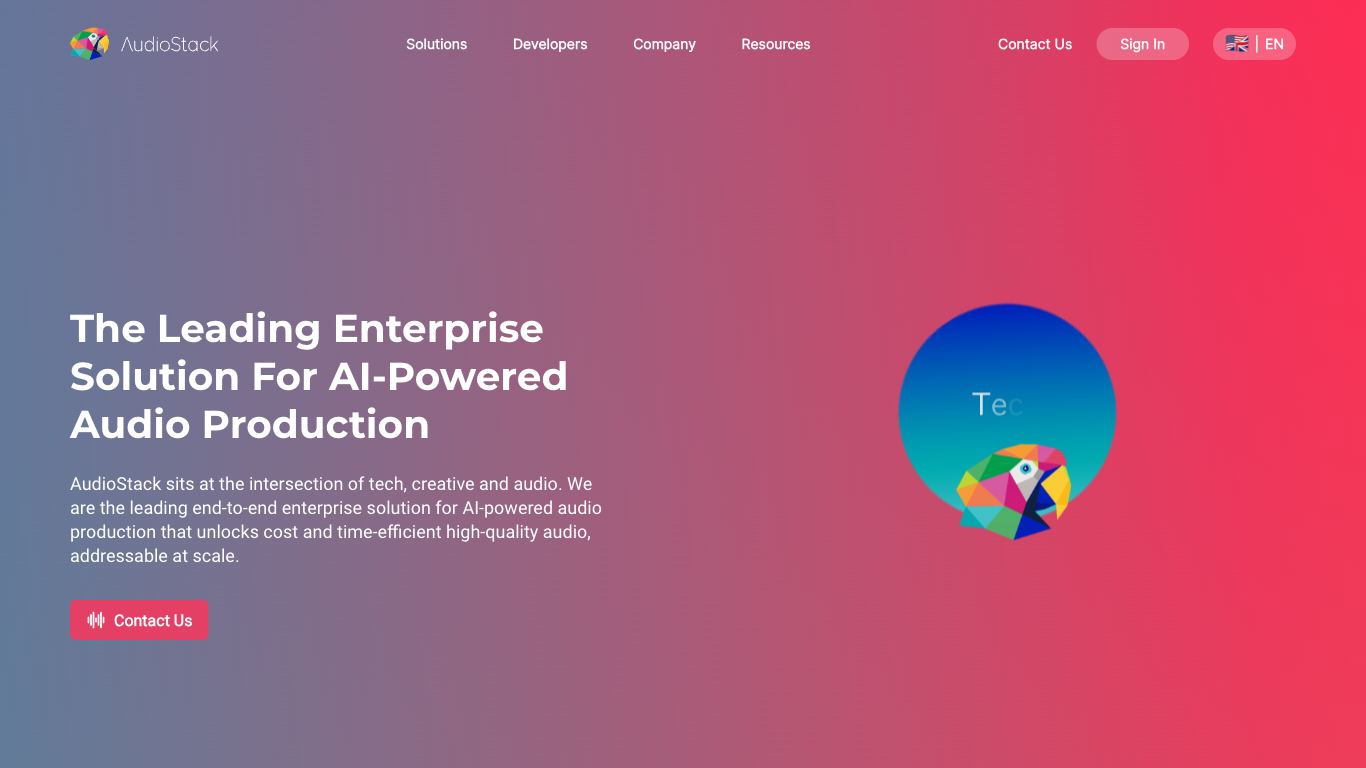 AudioStack
Solutions
Developers
Company
Resources
Contact Us
Sign In
| EN
The Leading Enterprise
Solution For AI-Powered
Audio Production
AudioStack sits at the intersection of tech, creative and audio. We
are the leading end-to-end enterprise solution for AI-powered audio
production that unlocks cost and time-efficient high-quality audio,
addressable at scale.
Contact Us
Tec